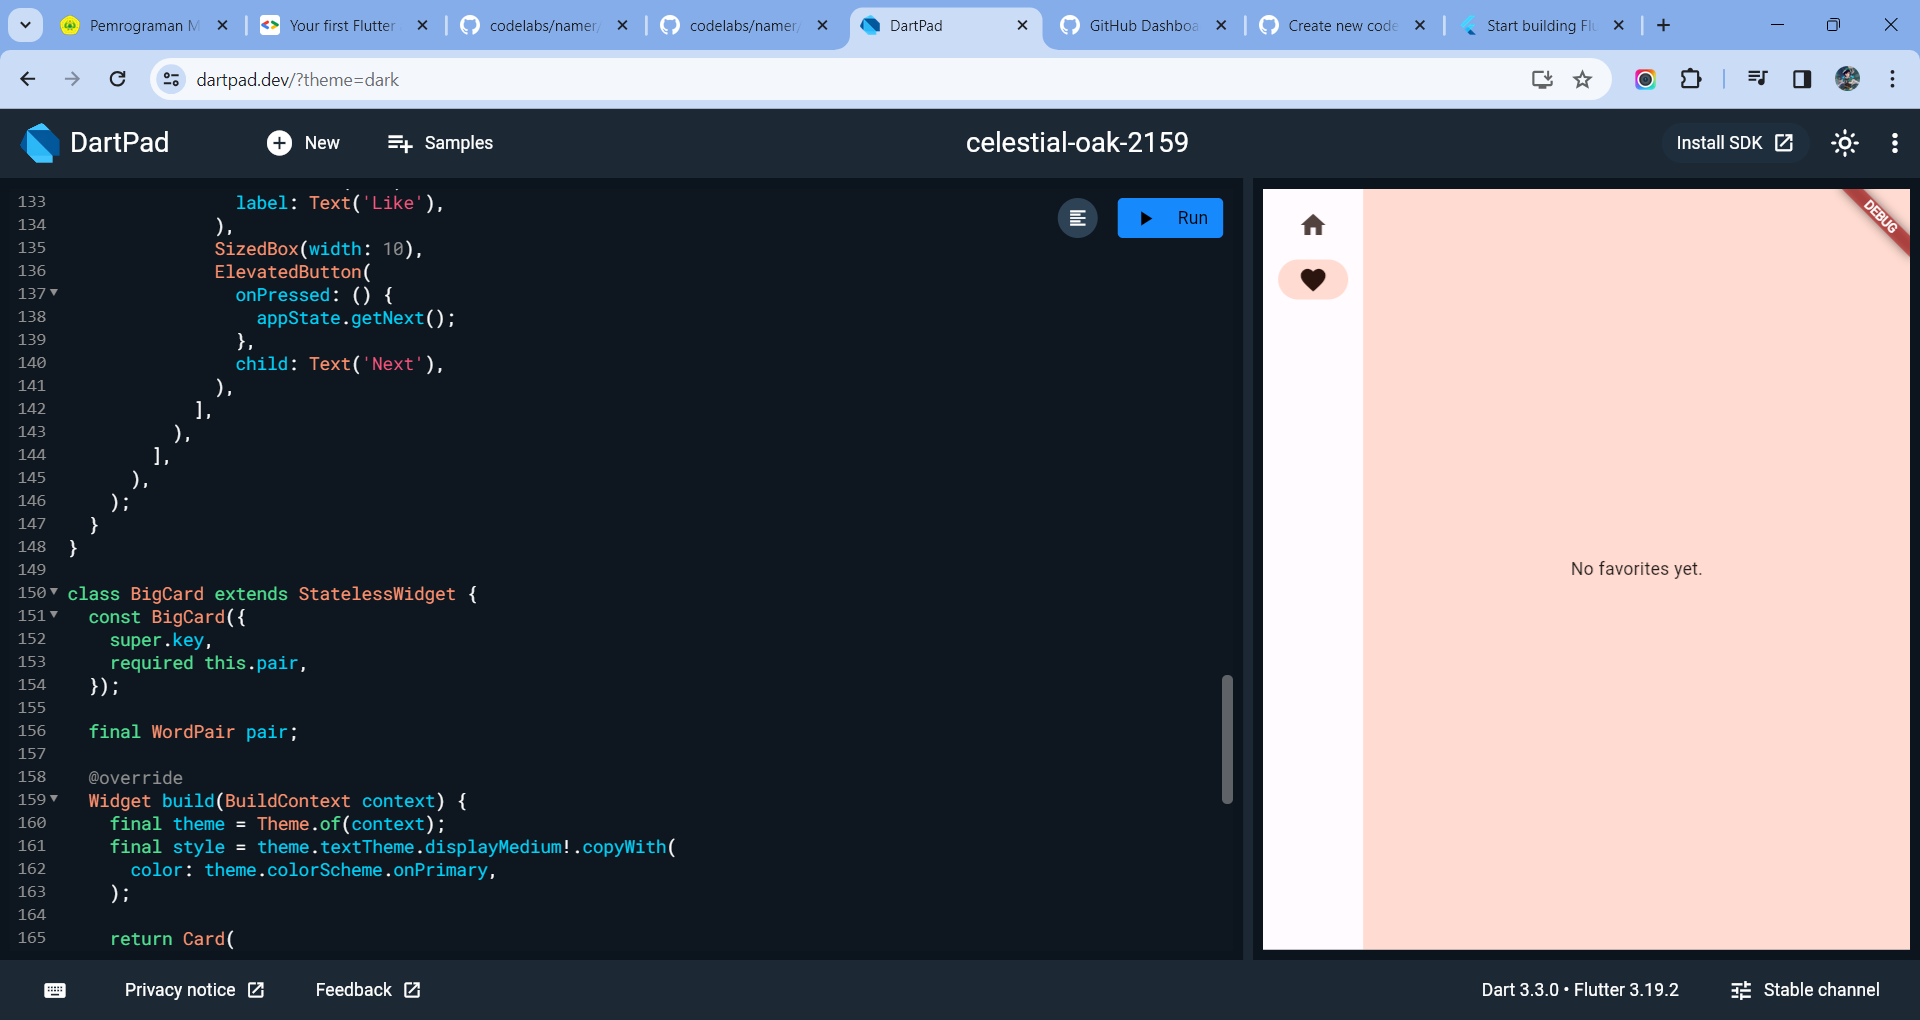 Pemrograman M
Your first Flutter
codelabs/namer/
codelabs/namer/
DartPad
GitHub Dashboa
Create new code
Start building Flu
dartpad.dev/?theme=dark
DartPad
New
Samples
celestial-oak-2159
Install SDK
133 label: Text('Like'),
134 ),
135 SizedBox(width: 10),
136 ElevatedButton(
137 onPressed: () {
138 appState.getNext();
139 },
140 child: Text('Next'),
141 ),
142 ],
143 ),
144 ],
145 ),
146 );
147 }
148 }
149
150 class BigCard extends StatelessWidget {
151 const BigCard({
152 super.key,
153 required this.pair,
154 });
155
156 final WordPair pair;
157
158 @override
159 Widget build(BuildContext context) {
160 final theme = Theme.of(context);
161 final style = theme.textTheme.displayMedium!.copyWith(
162 color: theme.colorScheme.onPrimary,
163 );
164
165 return Card(
Run
DEBUG
No favorites yet.
Privacy notice
Feedback
Dart 3.3.0 • Flutter 3.19.2
Stable channel